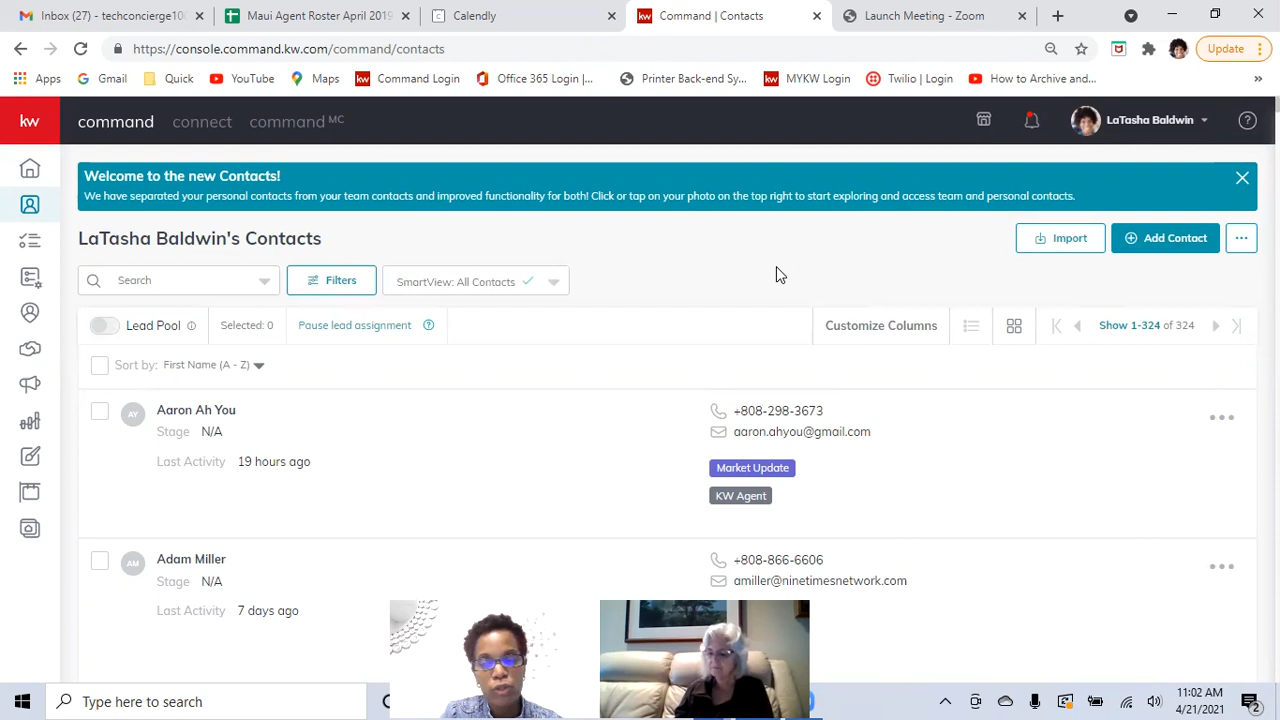 Inbox (27) - techconcierge100
Maui Agent Roster April 2019
Calendly
Command | Contacts
Launch Meeting - Zoom
https://console.command.kw.com/command/contacts
Update
Apps
Gmail
Quick
YouTube
Maps
Command Login
Office 365 Login |...
Printer Back-end Sy...
MYKW Login
Twilio | Login
How to Archive and...
»
kw
command
connect
command MC
LaTasha Baldwin
Welcome to the new Contacts!
We have separated your personal contacts from your team contacts and improved functionality for both! Click or tap on your photo on the top right to start exploring and access team and personal contacts.
LaTasha Baldwin's Contacts
Import
Add Contact
Search
Filters
SmartView: All Contacts
Lead Pool
Selected:
Pause lead assignment
Customize Columns
Show 1-324 of 324
Sort by: First Name (A - Z)
AY
Aaron Ah You
Stage N/A
Last Activity 19 hours ago
+808-298-3673
aaron.ahyou@gmail.com
Market Update
KW Agent
AM
Adam Miller
Stage N/A
Last Activity 7 days ago
+808-866-6606
amiller@ninetimesnetwork.com
Type here to search
11:02 AM
4/21/2021
2